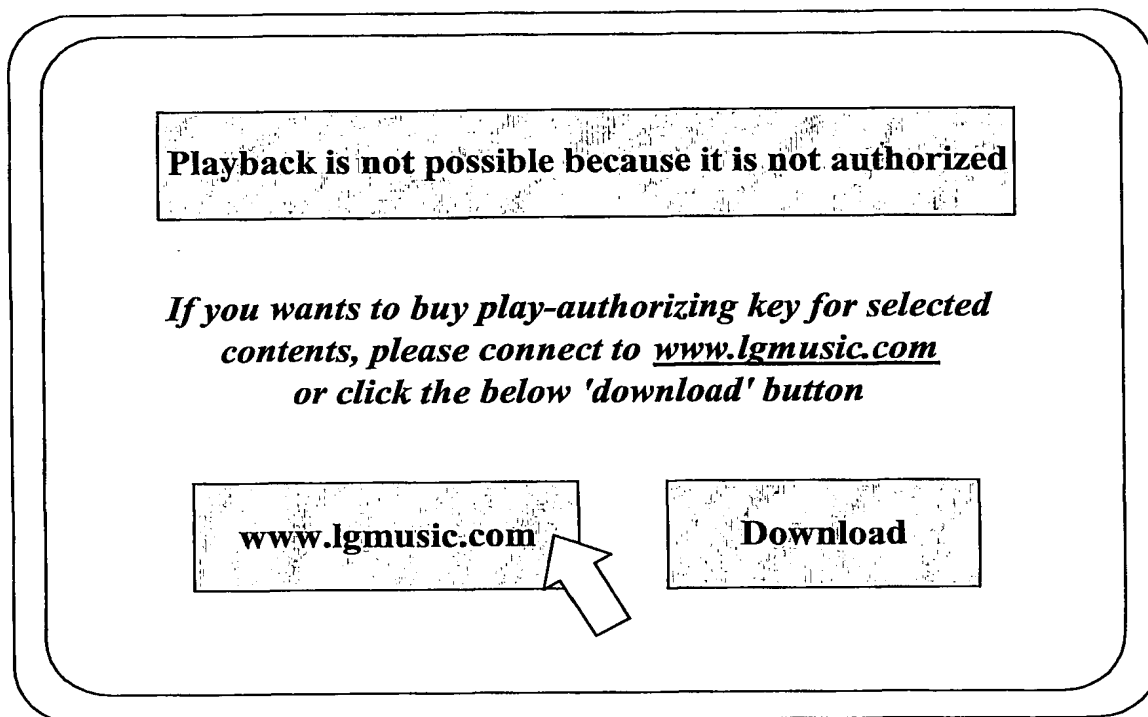 Playback is not possible because it is not authorized
If you wants to buy play-authorizing key for selected
contents, please connect to www.lgmusic.com
or click the below 'download' button
www.lgmusic.com
Download